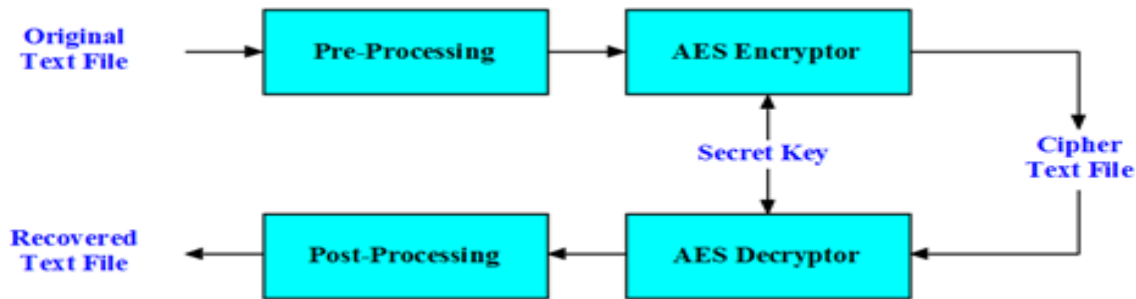 Original
Text File
Pre-Processing
AES Encryptor
Secret Key
Cipher
Text File
Recovered
Text File
Post-Processing
AES Decryptor